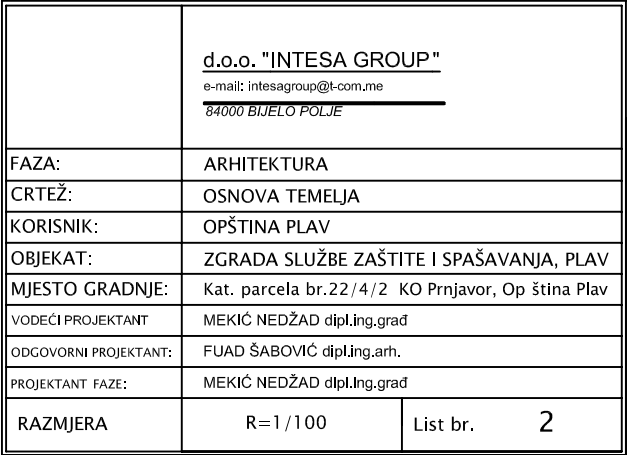 d.o.o. "INTESA GROUP"
e-mail: intesagroup@t-com.me
84000 BIJELO POLJE
FAZA: ARHITEKTURA
CRTEŽ: OSNOVA TEMELJA
KORISNIK: OPŠTINA PLAV
OBJEKAT: ZGRADA SLUŽBE ZAŠTITE I SPAŠAVANJA, PLAV
MJESTO GRADNJE: Kat. parcela br.22/4/2 KO Prnjavor, Op ština Plav
VODEĆI PROJEKTANT MEKIĆ NEDŽAD dipl.ing.građ
ODGOVORNI PROJEKTANT: FUAD ŠABOVIĆ dipl.ing.arh.
PROJEKTANT FAZE: MEKIĆ NEDŽAD dipl.ing.građ
RAZMJERA R=1/100 List br. 2